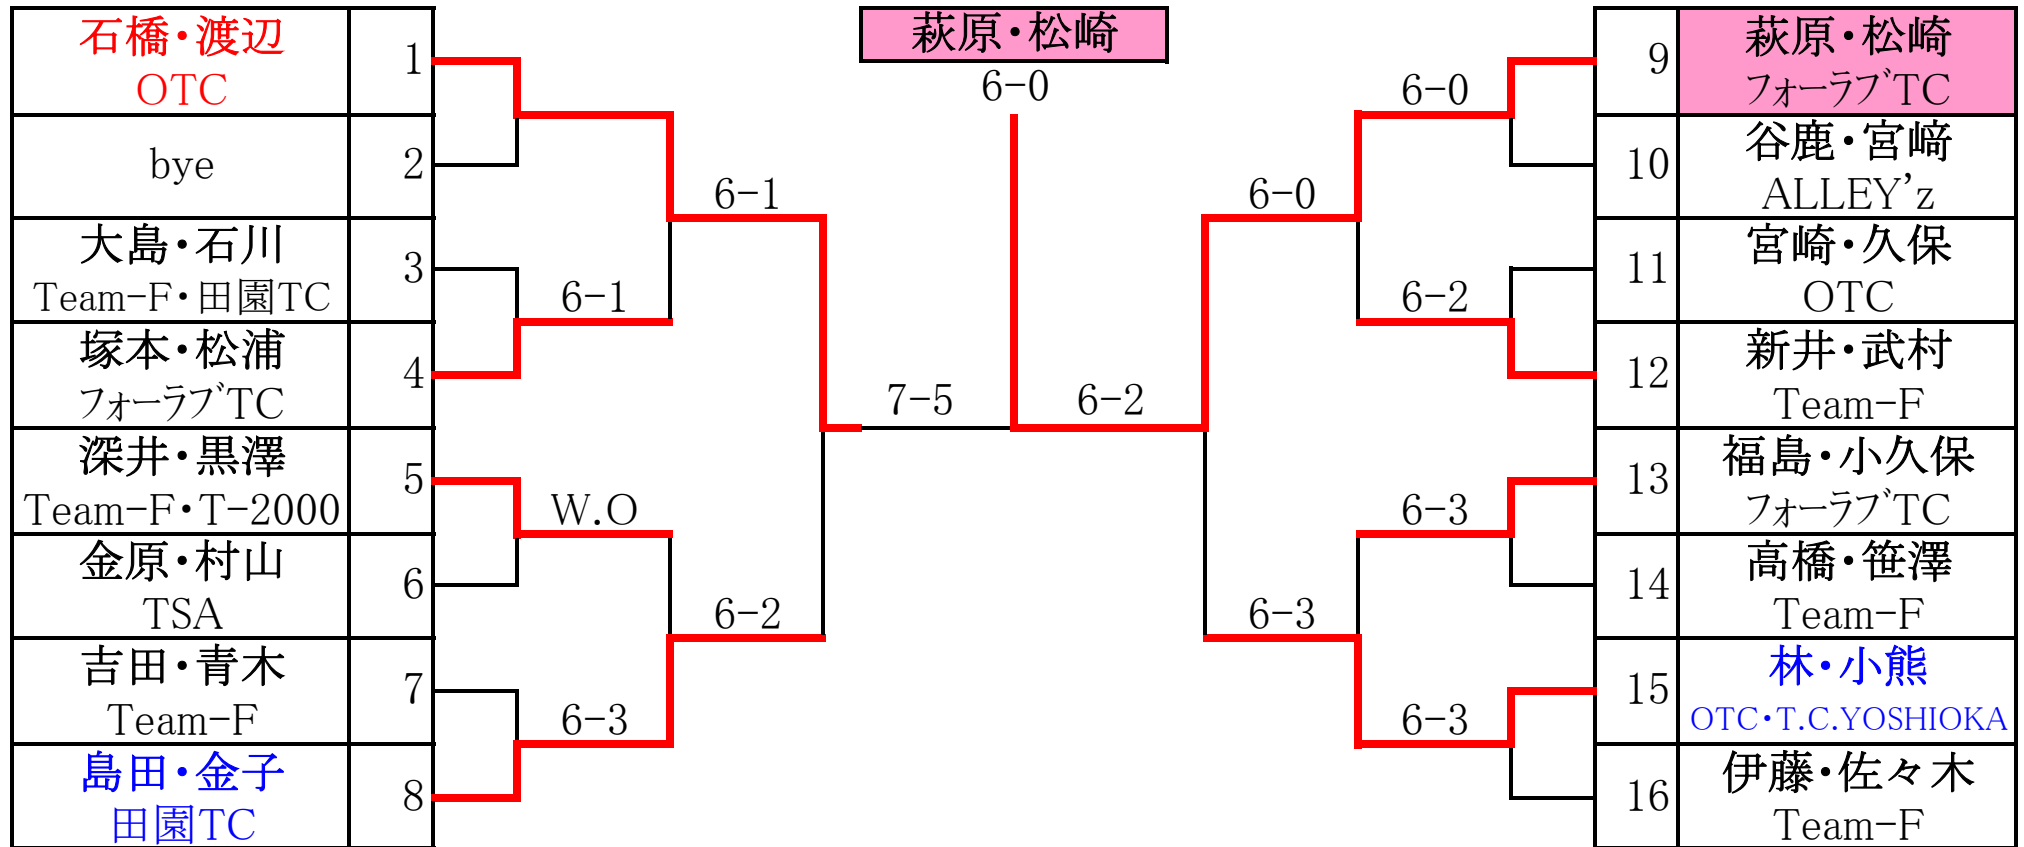 石橋・渡辺
OTC
1
bye
2
大島・石川
Team-F・田園TC
3
塚本・松浦
フォーラブTC
4
深井・黒澤
Team-F・T-2000
5
金原・村山
TSA
6
吉田・青木
Team-F
7
島田・金子
田園TC
8
6-1
W.O
6-3
6-1
6-2
7-5
萩原・松崎
6-0
6-2
6-0
6-3
6-0
6-2
6-3
6-3
9
萩原・松崎
フォーラブTC
10
谷鹿・宮﨑
ALLEY'z
11
宮崎・久保
OTC
12
新井・武村
Team-F
13
福島・小久保
フォーラブTC
14
高橋・笹澤
Team-F
15
林・小熊
OTC・T.C.YOSHIOKA
16
伊藤・佐々木
Team-F